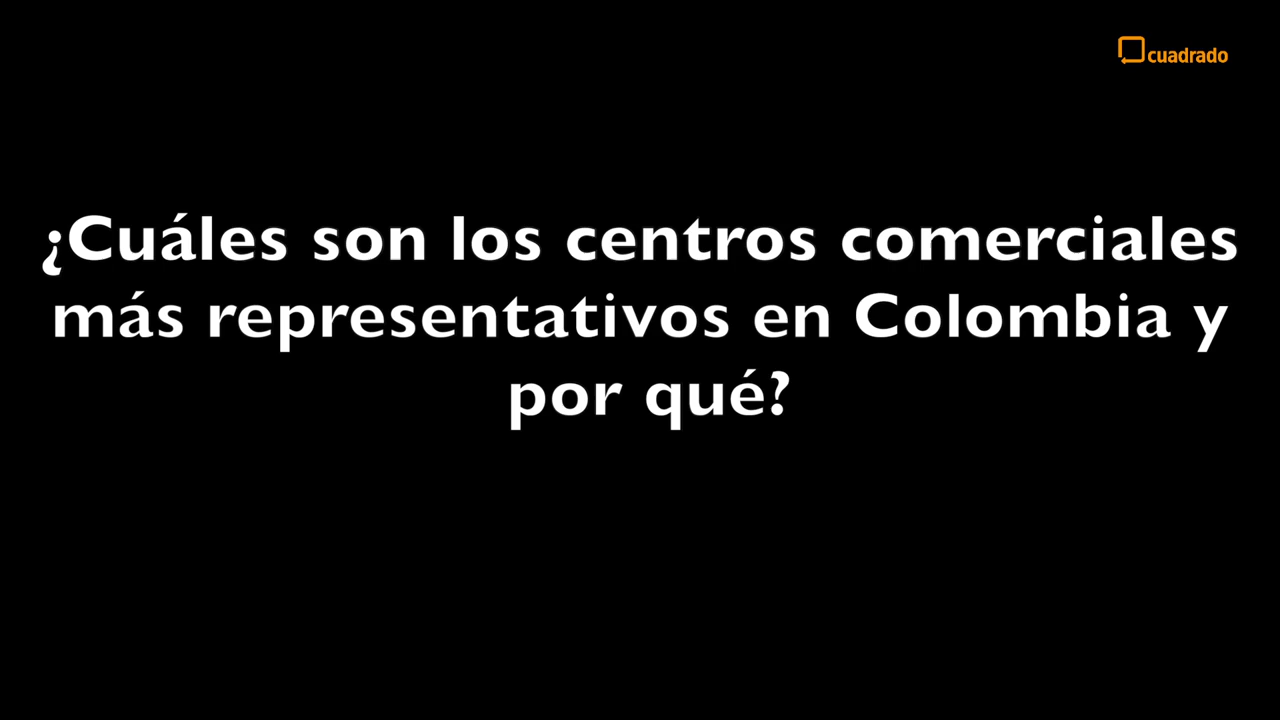 cuadrado
¿Cuáles son los centros comerciales
más representativos en Colombia y
por qué?